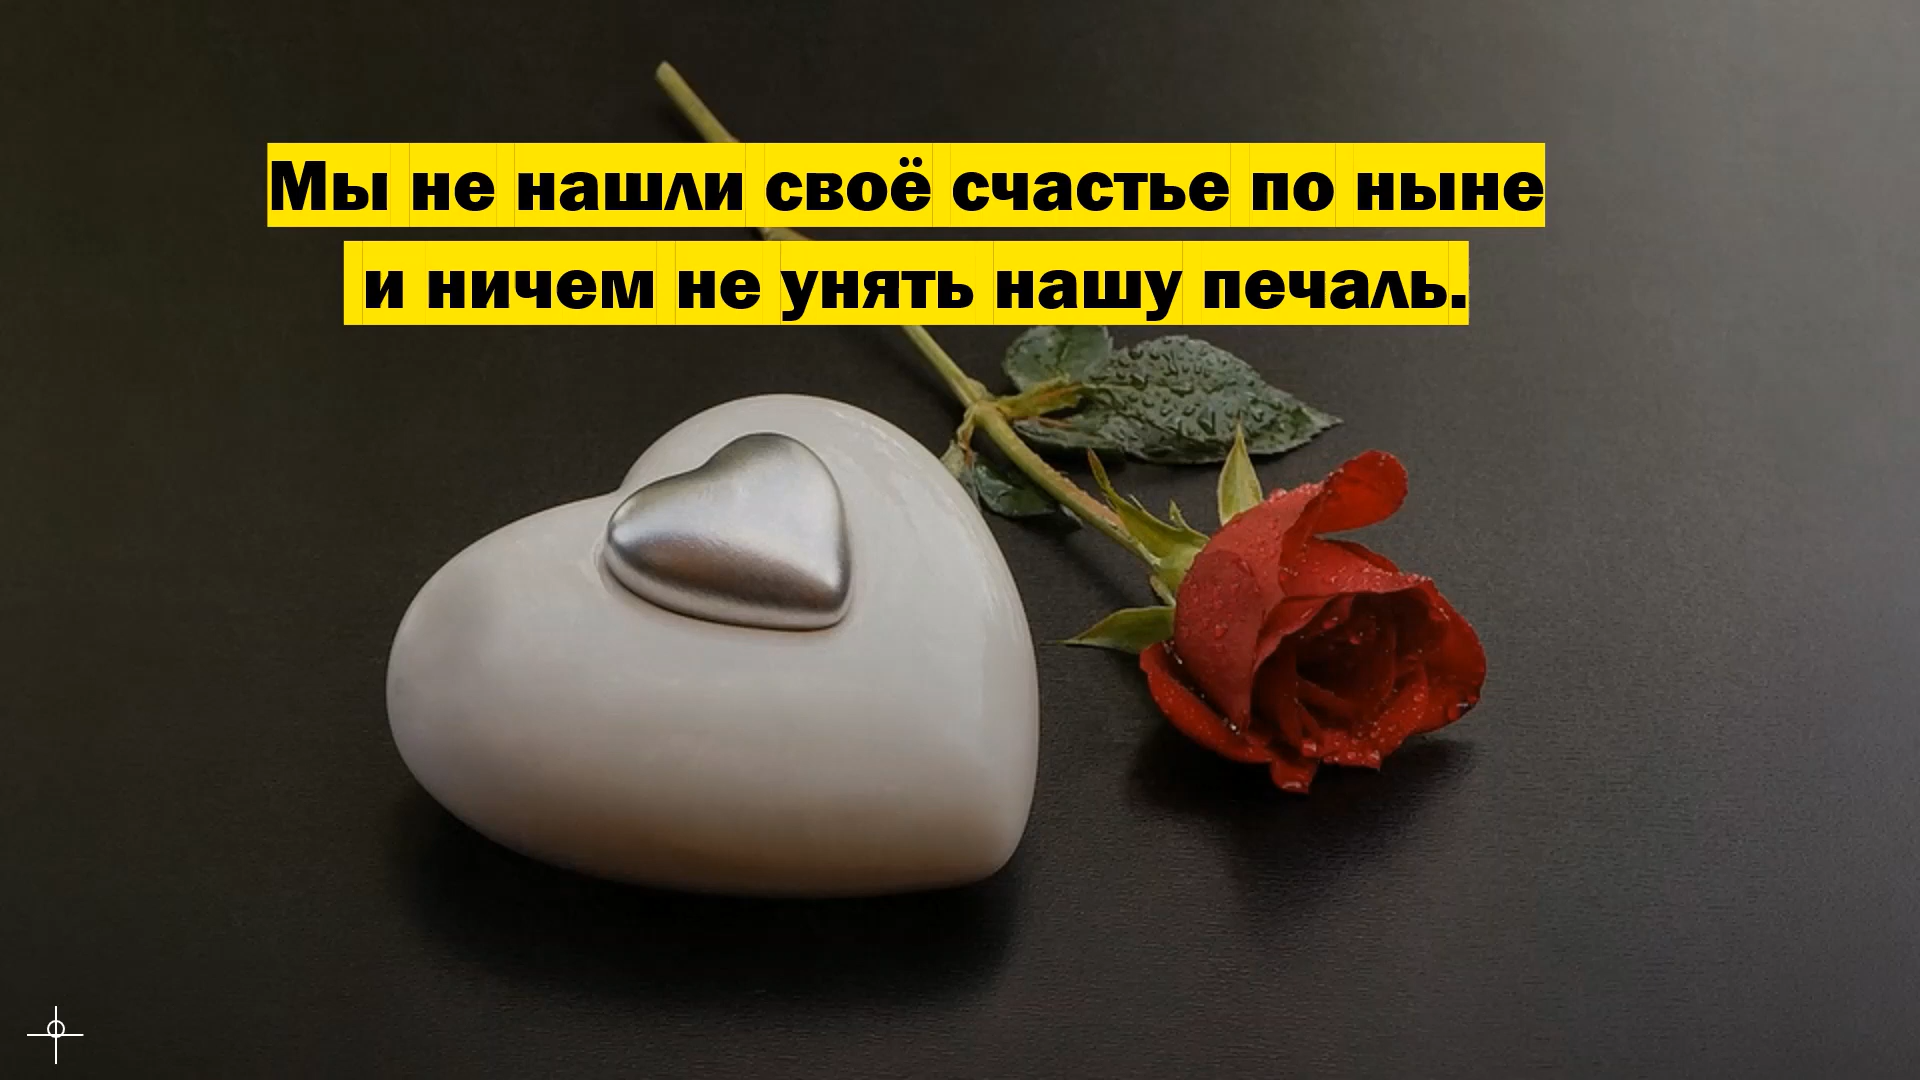 Мы не нашли своё счастье по ныне
и ничем не унять нашу печаль.